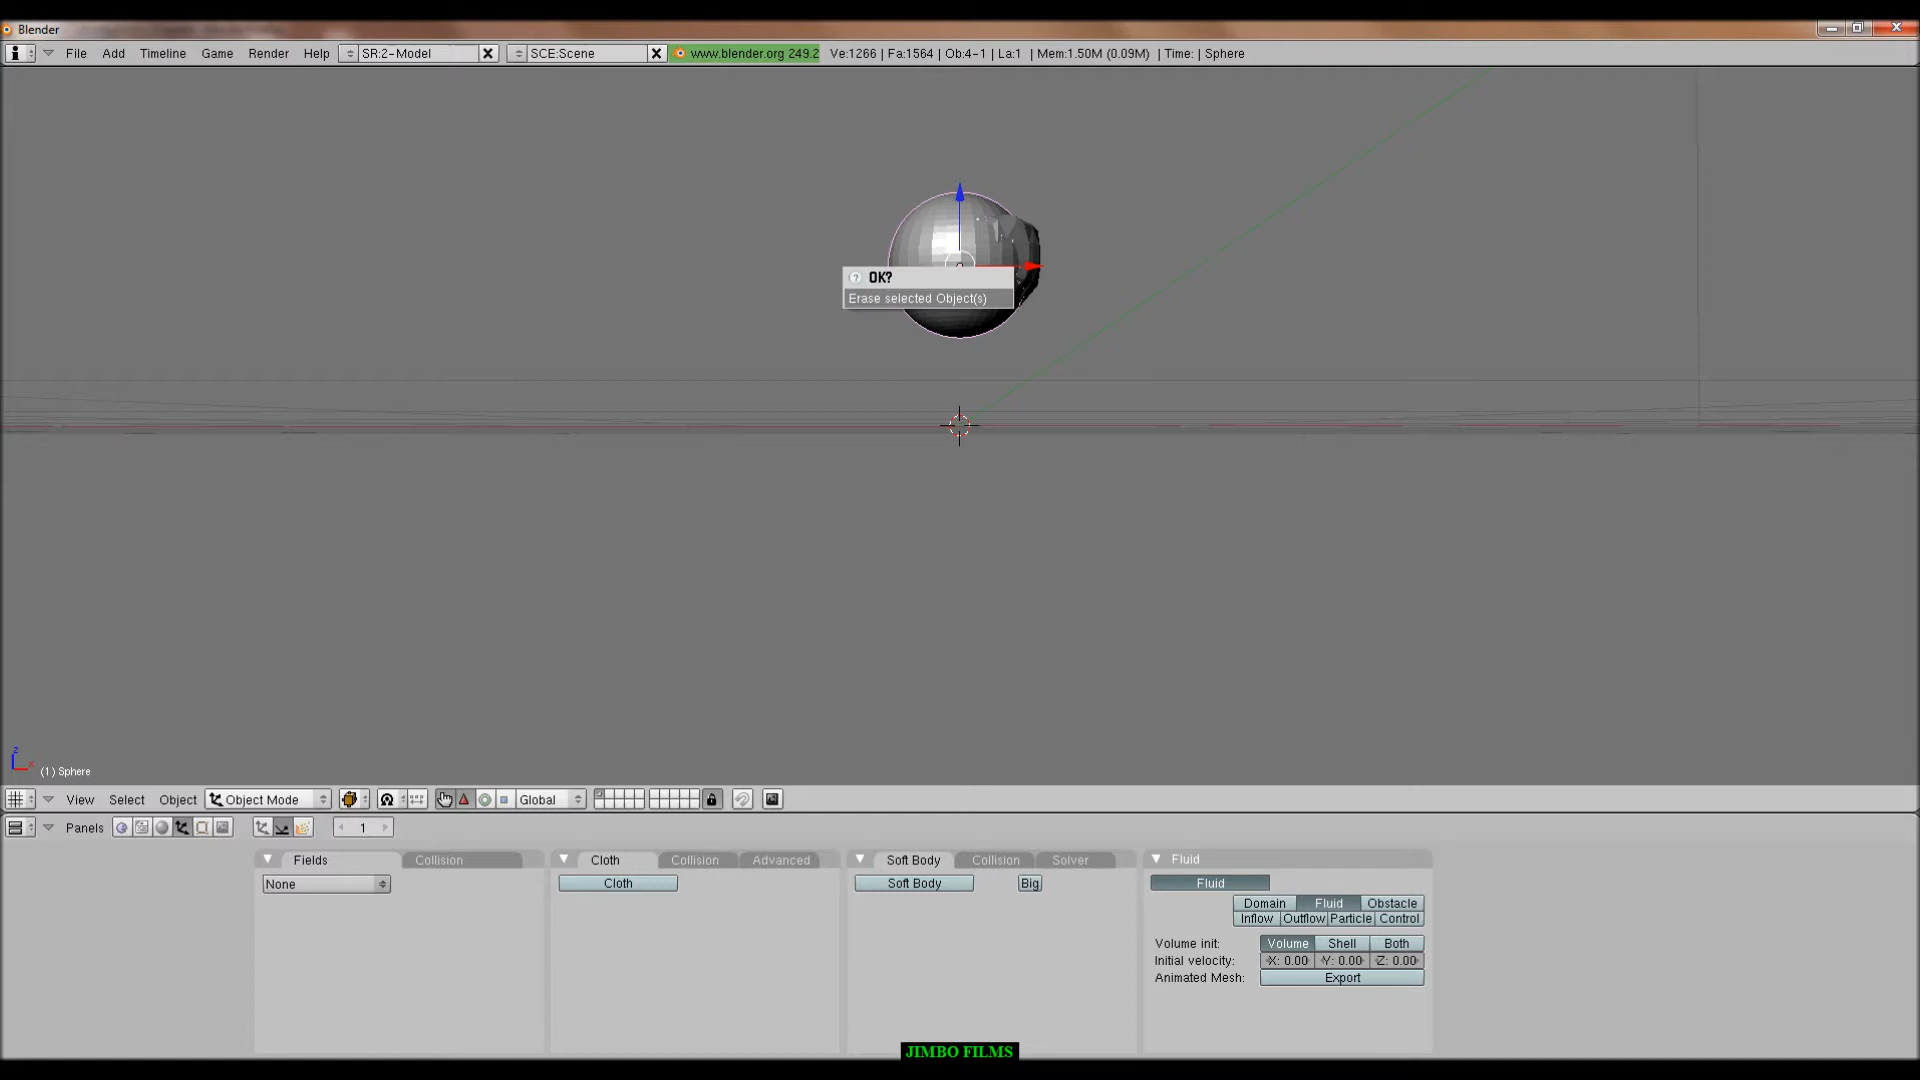 Blender
File Add Timeline Game Render Help SR:2-Model SCE:Scene www.blender.org 249.2 Ve:1266 | Fa:1564 | Ob:4-1 | La:1 | Mem:1.50M (0.09M) | Time: | Sphere
OK?
Erase selected Object(s)
z
x
(1) Sphere
View Select Object Object Mode Global
Panels 1
Fields Collision Cloth Collision Advanced Soft Body Collision Solver Fluid
None Cloth Soft Body Big Fluid
Domain Fluid Obstacle
Inflow Outflow Particle Control
Volume init: Volume Shell Both
Initial velocity: X: 0.00 Y: 0.00 Z: 0.00
Animated Mesh: Export
JIMBO FILMS